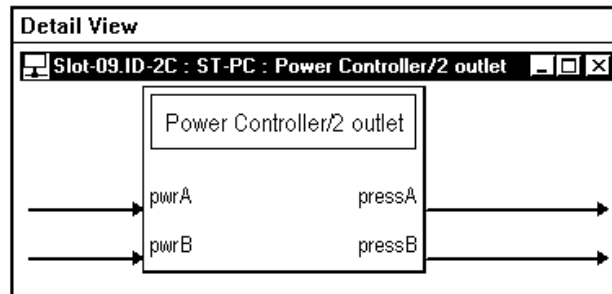 Detail View
Slot-09.ID-2C : ST-PC : Power Controller/2 outlet
Power Controller/2 outlet
pwrA pressA
pwrB pressB